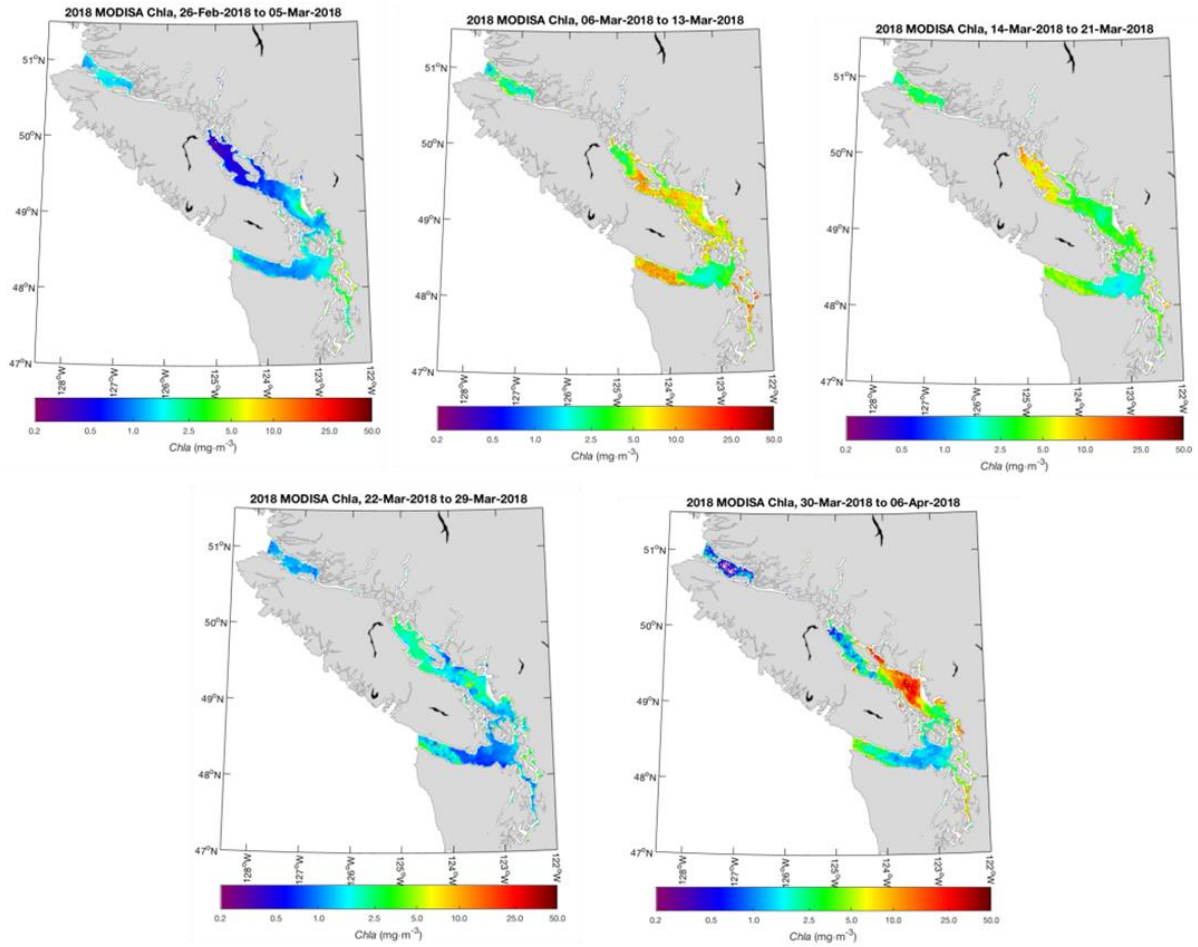 2018 MODISA Chla, 26-Feb-2018 to 05-Mar-2018
51°N
50°N
49°N
48°N
47°N
128°W
127°W
126°W
125°W
124°W
123°W
122°W
0.2 0.5 1.0 2.5 5.0 10.0 25.0 50.0
Chla (mg·m⁻³)
2018 MODISA Chla, 06-Mar-2018 to 13-Mar-2018
51°N
50°N
49°N
48°N
47°N
128°W
127°W
126°W
125°W
124°W
123°W
122°W
0.2 0.5 1.0 2.5 5.0 10.0 25.0 50.0
Chla (mg·m⁻³)
2018 MODISA Chla, 14-Mar-2018 to 21-Mar-2018
51°N
50°N
49°N
48°N
47°N
128°W
127°W
126°W
125°W
124°W
123°W
122°W
0.2 0.5 1.0 2.5 5.0 10.0 25.0 50.0
Chla (mg·m⁻³)
2018 MODISA Chla, 22-Mar-2018 to 29-Mar-2018
51°N
50°N
49°N
48°N
47°N
128°W
127°W
126°W
125°W
124°W
123°W
122°W
0.2 0.5 1.0 2.5 5.0 10.0 25.0 50.0
Chla (mg·m⁻³)
2018 MODISA Chla, 30-Mar-2018 to 06-Apr-2018
51°N
50°N
49°N
48°N
47°N
128°W
127°W
126°W
125°W
124°W
123°W
122°W
0.2 0.5 1.0 2.5 5.0 10.0 25.0 50.0
Chla (mg·m⁻³)